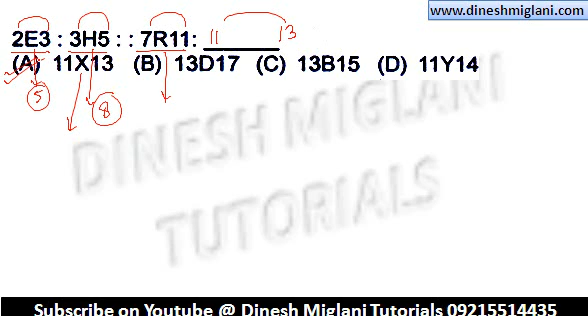 www.dineshmiglani.com
2E3 : 3H5 : : 7R11 : 11 13
(A) 11X13 (B) 13D17 (C) 13B15 (D) 11Y14
5 8
DINESH MIGLANI
TUTORIALS
Subscribe on Youtube @ Dinesh Miglani Tutorials 09215514435